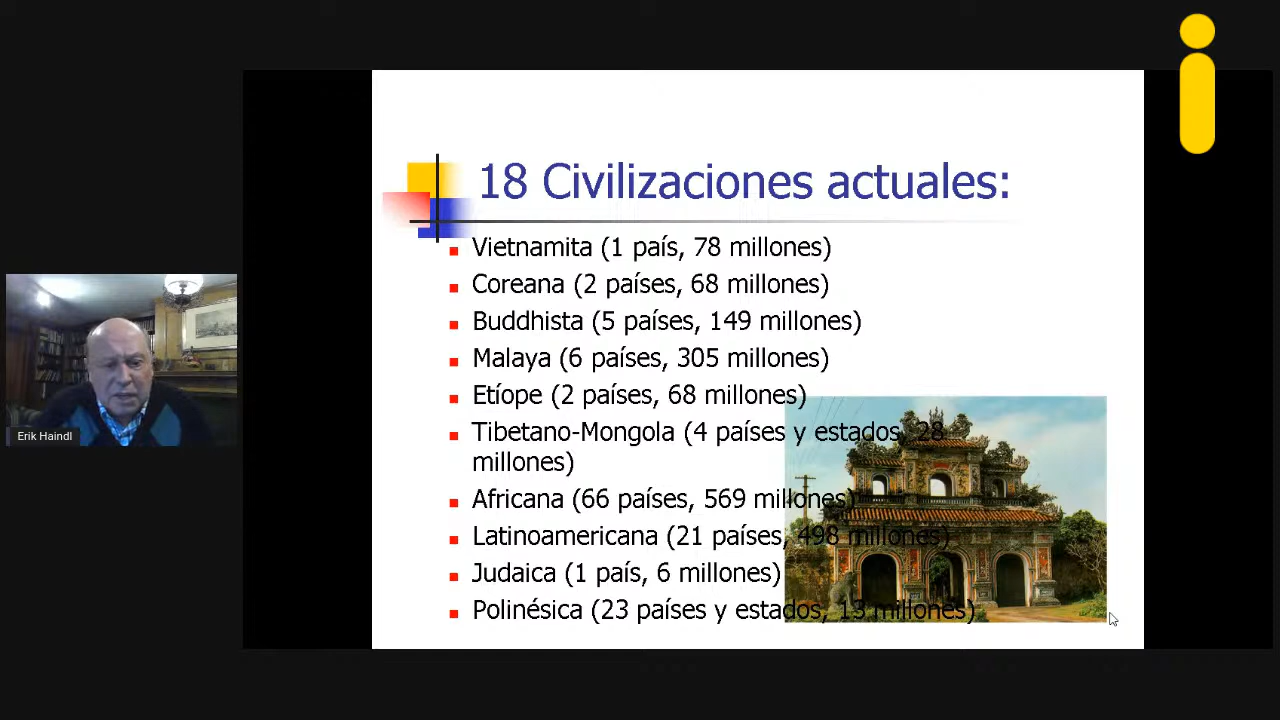 18 Civilizaciones actuales:
Vietnamita (1 país, 78 millones)
Coreana (2 países, 68 millones)
Buddhista (5 países, 149 millones)
Malaya (6 países, 305 millones)
Etíope (2 países, 68 millones)
Tibetano-Mongola (4 países y estados, 28
millones)
Africana (66 países, 569 millones)
Latinoamericana (21 países, 498 millones)
Judaica (1 país, 6 millones)
Polinésica (23 países y estados, 13 millones)
Erik Haindl